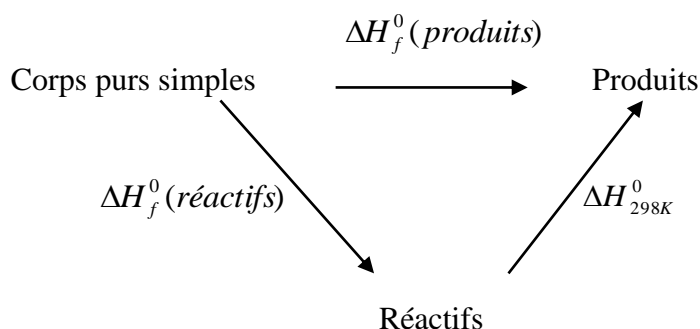 ΔH⁰f (produits)
Corps purs simples Produits
ΔH⁰f (réactifs) ΔH⁰298K
Réactifs